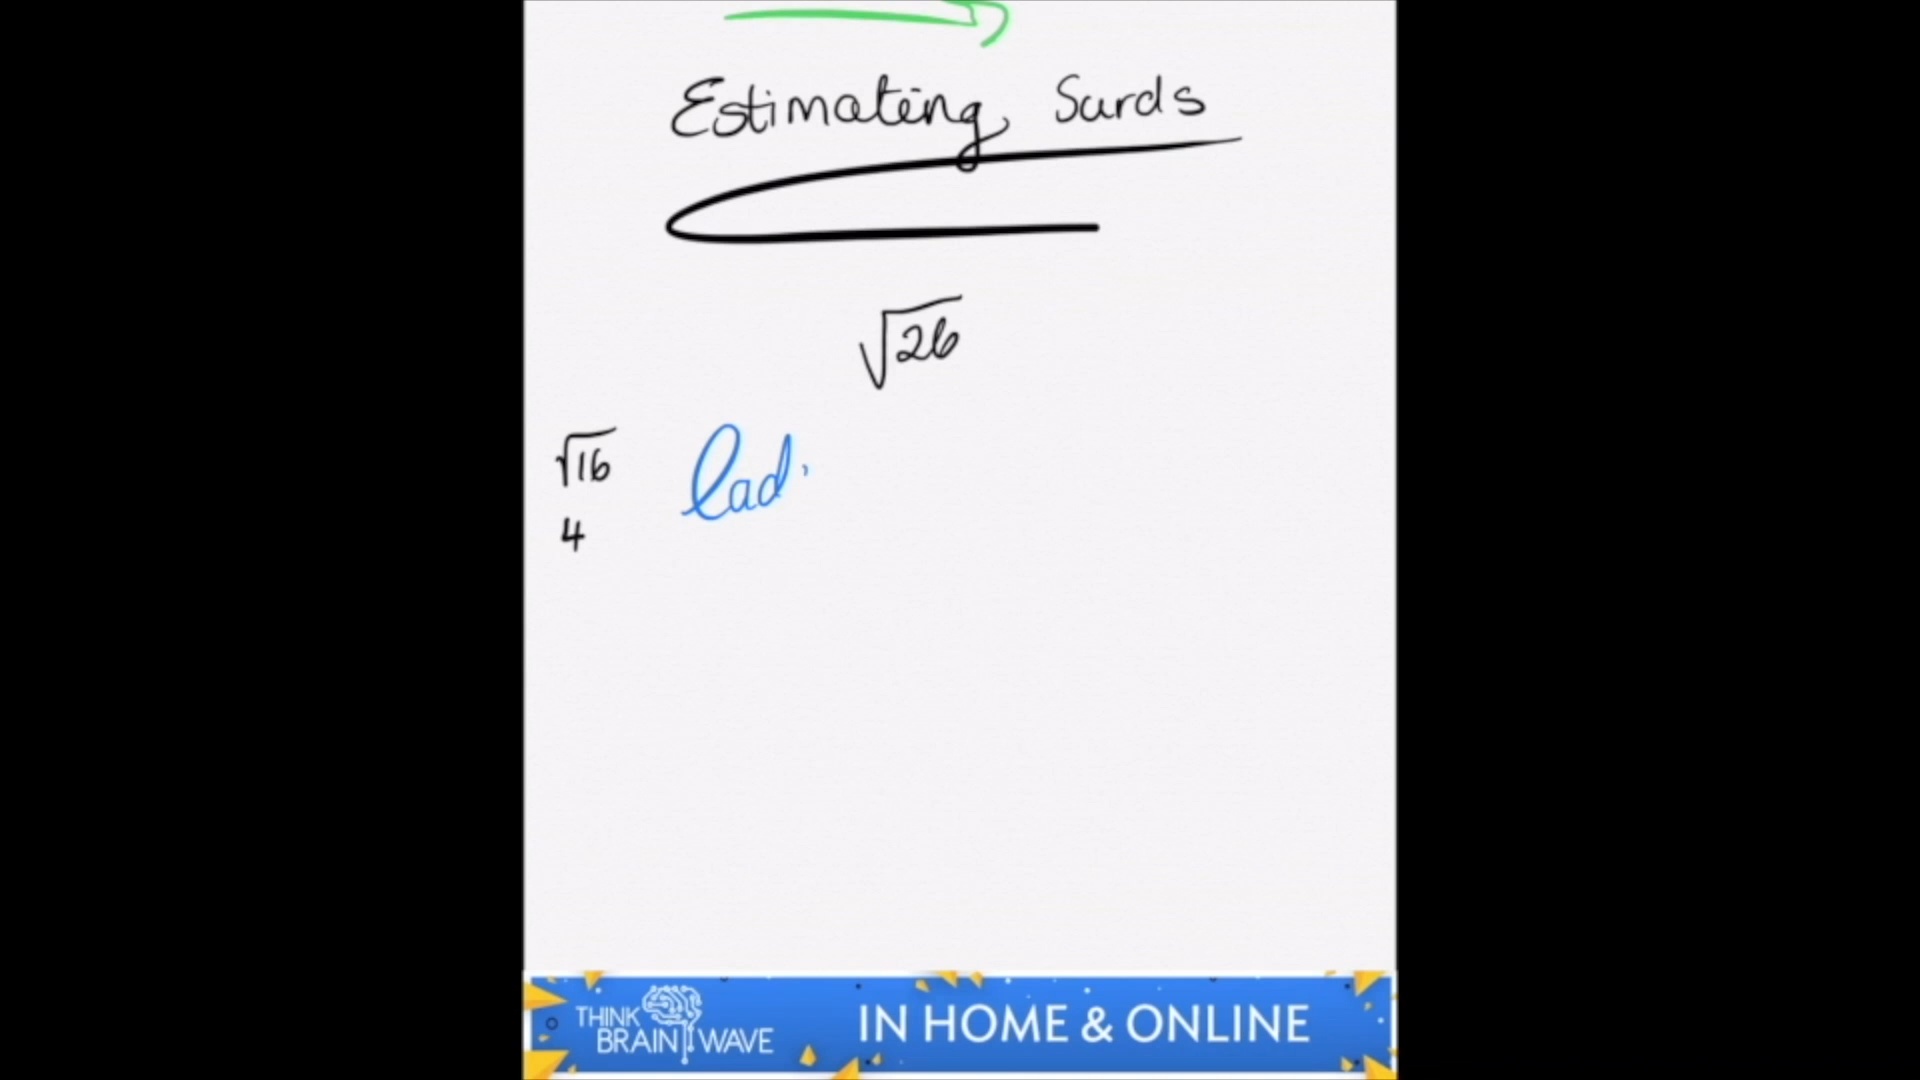 Estimating Surds
√26
√16
lad
4
THINK
BRAIN WAVE
IN HOME & ONLINE